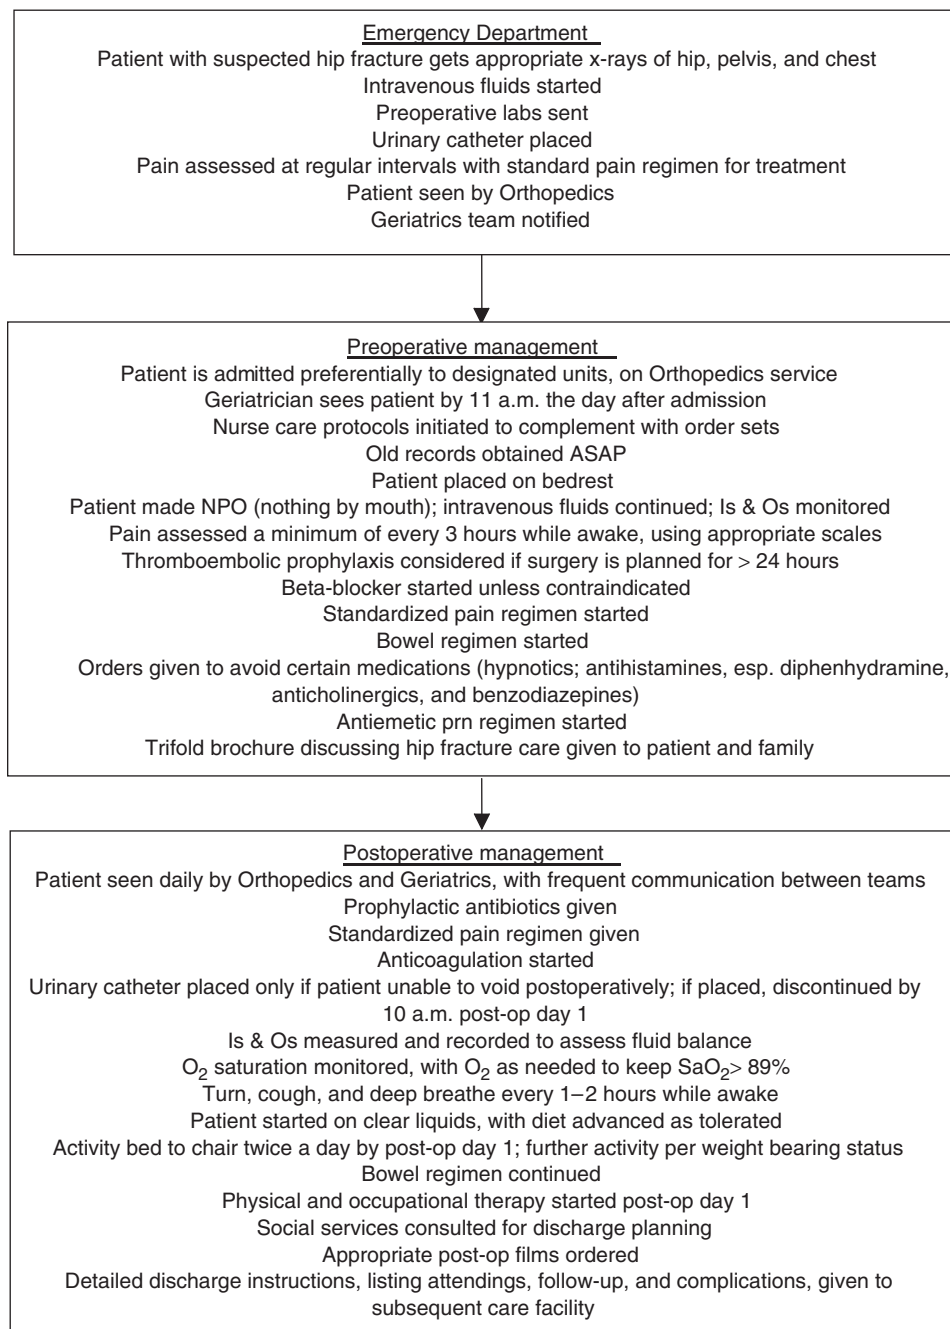 Emergency Department
Patient with suspected hip fracture gets appropriate x-rays of hip, pelvis, and chest
Intravenous fluids started
Preoperative labs sent
Urinary catheter placed
Pain assessed at regular intervals with standard pain regimen for treatment
Patient seen by Orthopedics
Geriatrics team notified
Preoperative management
Patient is admitted preferentially to designated units, on Orthopedics service
Geriatrician sees patient by 11 a.m. the day after admission
Nurse care protocols initiated to complement with order sets
Old records obtained ASAP
Patient placed on bedrest
Patient made NPO (nothing by mouth); intravenous fluids continued; Is & Os monitored
Pain assessed a minimum of every 3 hours while awake, using appropriate scales
Thromboembolic prophylaxis considered if surgery is planned for > 24 hours
Beta-blocker started unless contraindicated
Standardized pain regimen started
Bowel regimen started
Orders given to avoid certain medications (hypnotics; antihistamines, esp. diphenhydramine,
anticholinergics, and benzodiazepines)
Antiemetic prn regimen started
Trifold brochure discussing hip fracture care given to patient and family
Postoperative management
Patient seen daily by Orthopedics and Geriatrics, with frequent communication between teams
Prophylactic antibiotics given
Standardized pain regimen given
Anticoagulation started
Urinary catheter placed only if patient unable to void postoperatively; if placed, discontinued by
10 a.m. post-op day 1
Is & Os measured and recorded to assess fluid balance
O₂ saturation monitored, with O₂ as needed to keep SaO₂> 89%
Turn, cough, and deep breathe every 1–2 hours while awake
Patient started on clear liquids, with diet advanced as tolerated
Activity bed to chair twice a day by post-op day 1; further activity per weight bearing status
Bowel regimen continued
Physical and occupational therapy started post-op day 1
Social services consulted for discharge planning
Appropriate post-op films ordered
Detailed discharge instructions, listing attendings, follow-up, and complications, given to
subsequent care facility